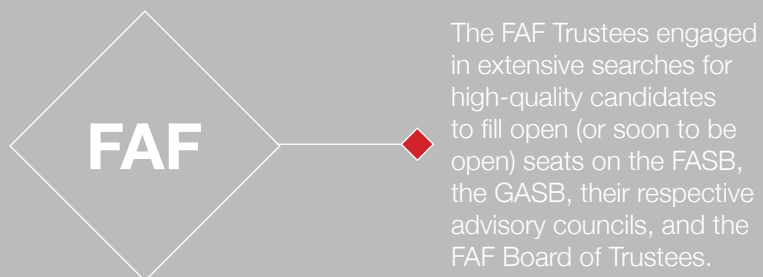 FAF
The FAF Trustees engaged
in extensive searches for
high-quality candidates
to fill open (or soon to be
open) seats on the FASB,
the GASB, their respective
advisory councils, and the
FAF Board of Trustees.